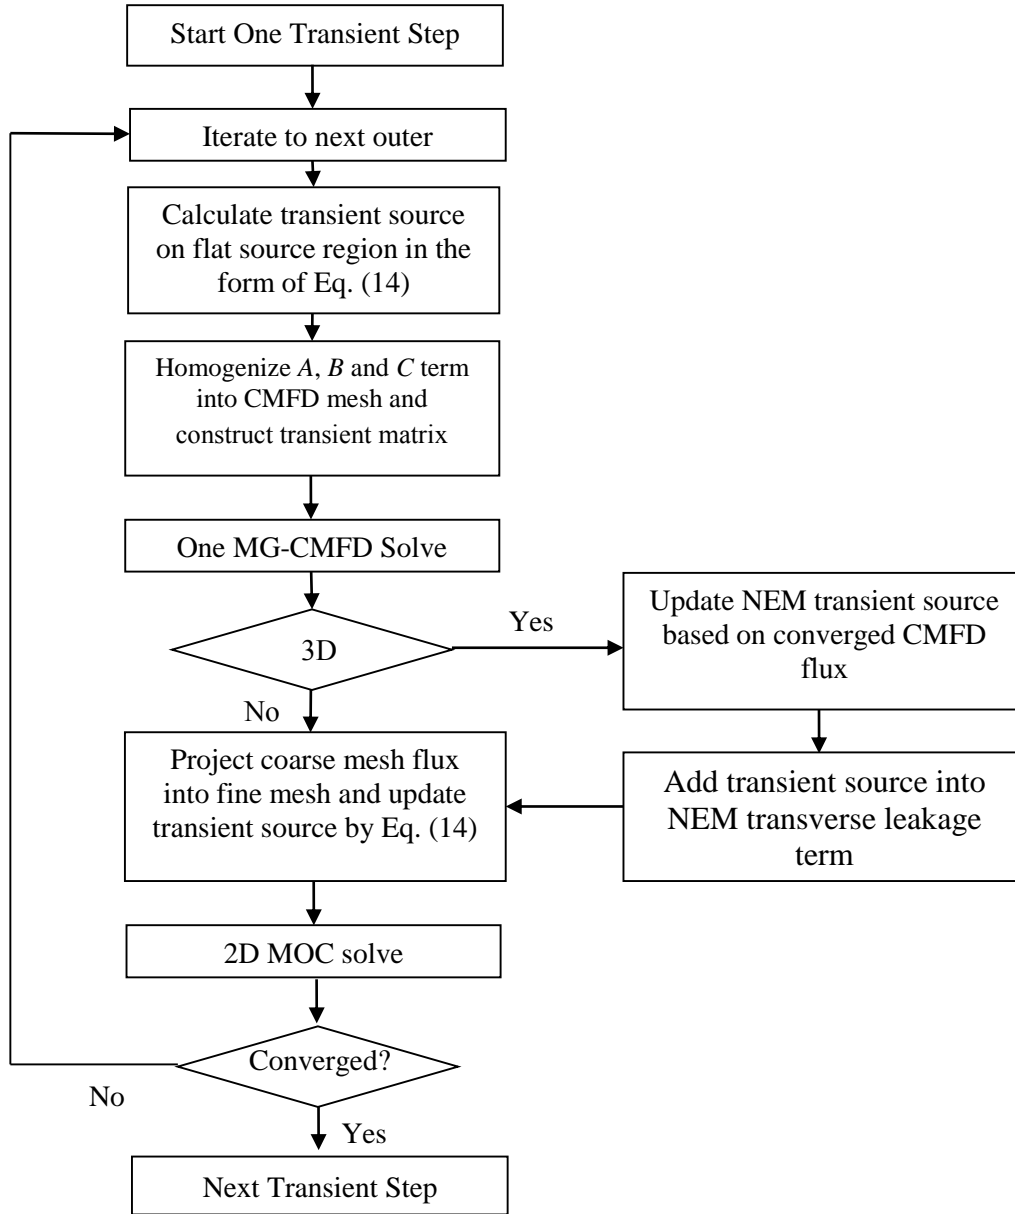 Start One Transient Step
Iterate to next outer
Calculate transient source
on flat source region in the
form of Eq. (14)
Homogenize A, B and C term
into CMFD mesh and
construct transient matrix
One MG-CMFD Solve
3D
Yes
Update NEM transient source
based on converged CMFD
flux
Add transient source into
NEM transverse leakage
term
No
Project coarse mesh flux
into fine mesh and update
transient source by Eq. (14)
2D MOC solve
Converged?
No
Yes
Next Transient Step